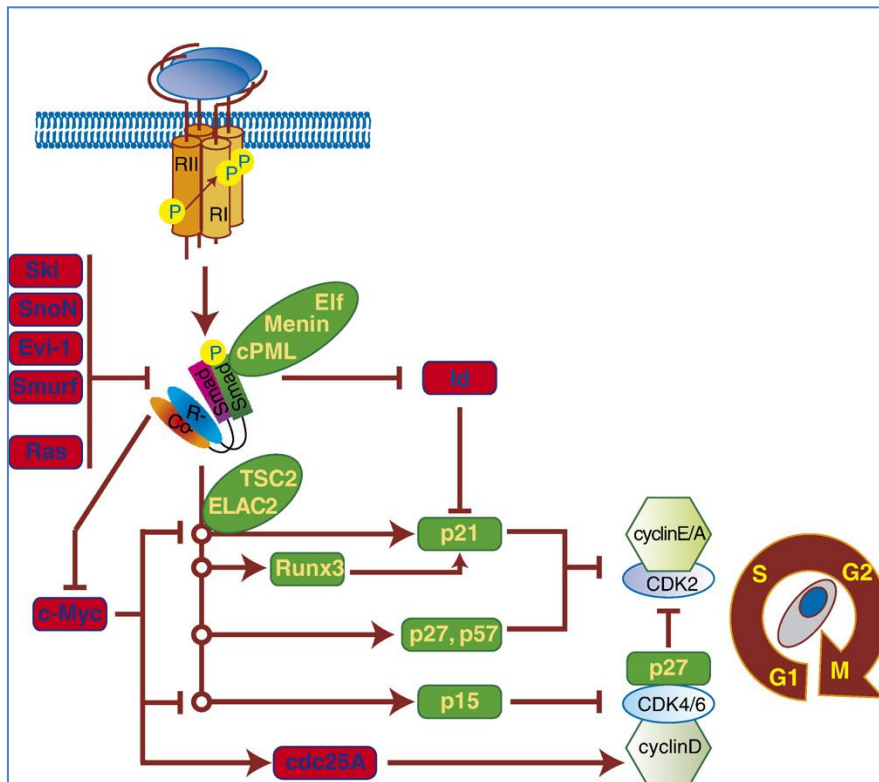 RII
P
P
P
RI
Ski
SnoN
Evi-1
Smurf
Ras
Elf
Menin
cPML
P
Smad
Smad
R-
Co-
Id
TSC2
ELAC2
p21
Runx3
c-Myc
p27, p57
p15
cdc25A
cyclinE/A
CDK2
p27
CDK4/6
cyclinD
S
G2
G1
M